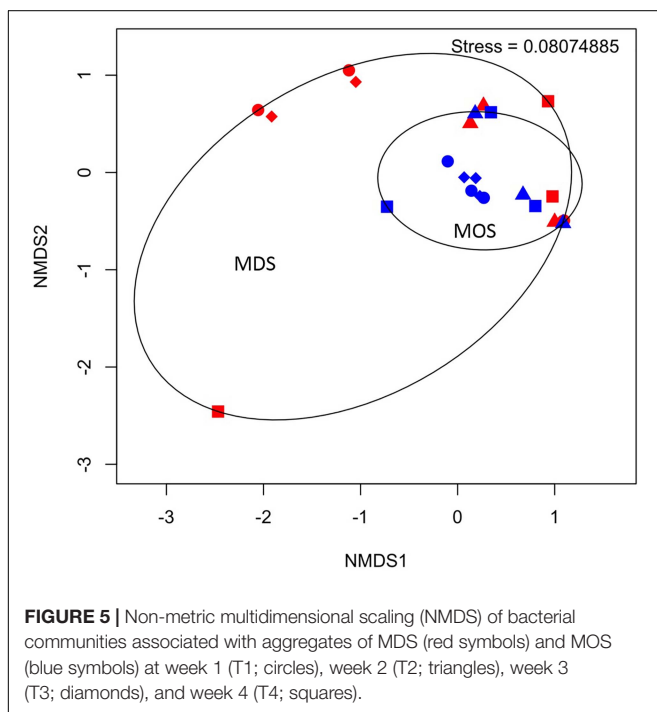 Stress = 0.08074885
1
0
-1
-2
-3
NMDS2
MDS
MOS
-3
-2
-1
0
1
NMDS1
FIGURE 5 | Non-metric multidimensional scaling (NMDS) of bacterial
communities associated with aggregates of MDS (red symbols) and MOS
(blue symbols) at week 1 (T1; circles), week 2 (T2; triangles), week 3
(T3; diamonds), and week 4 (T4; squares).